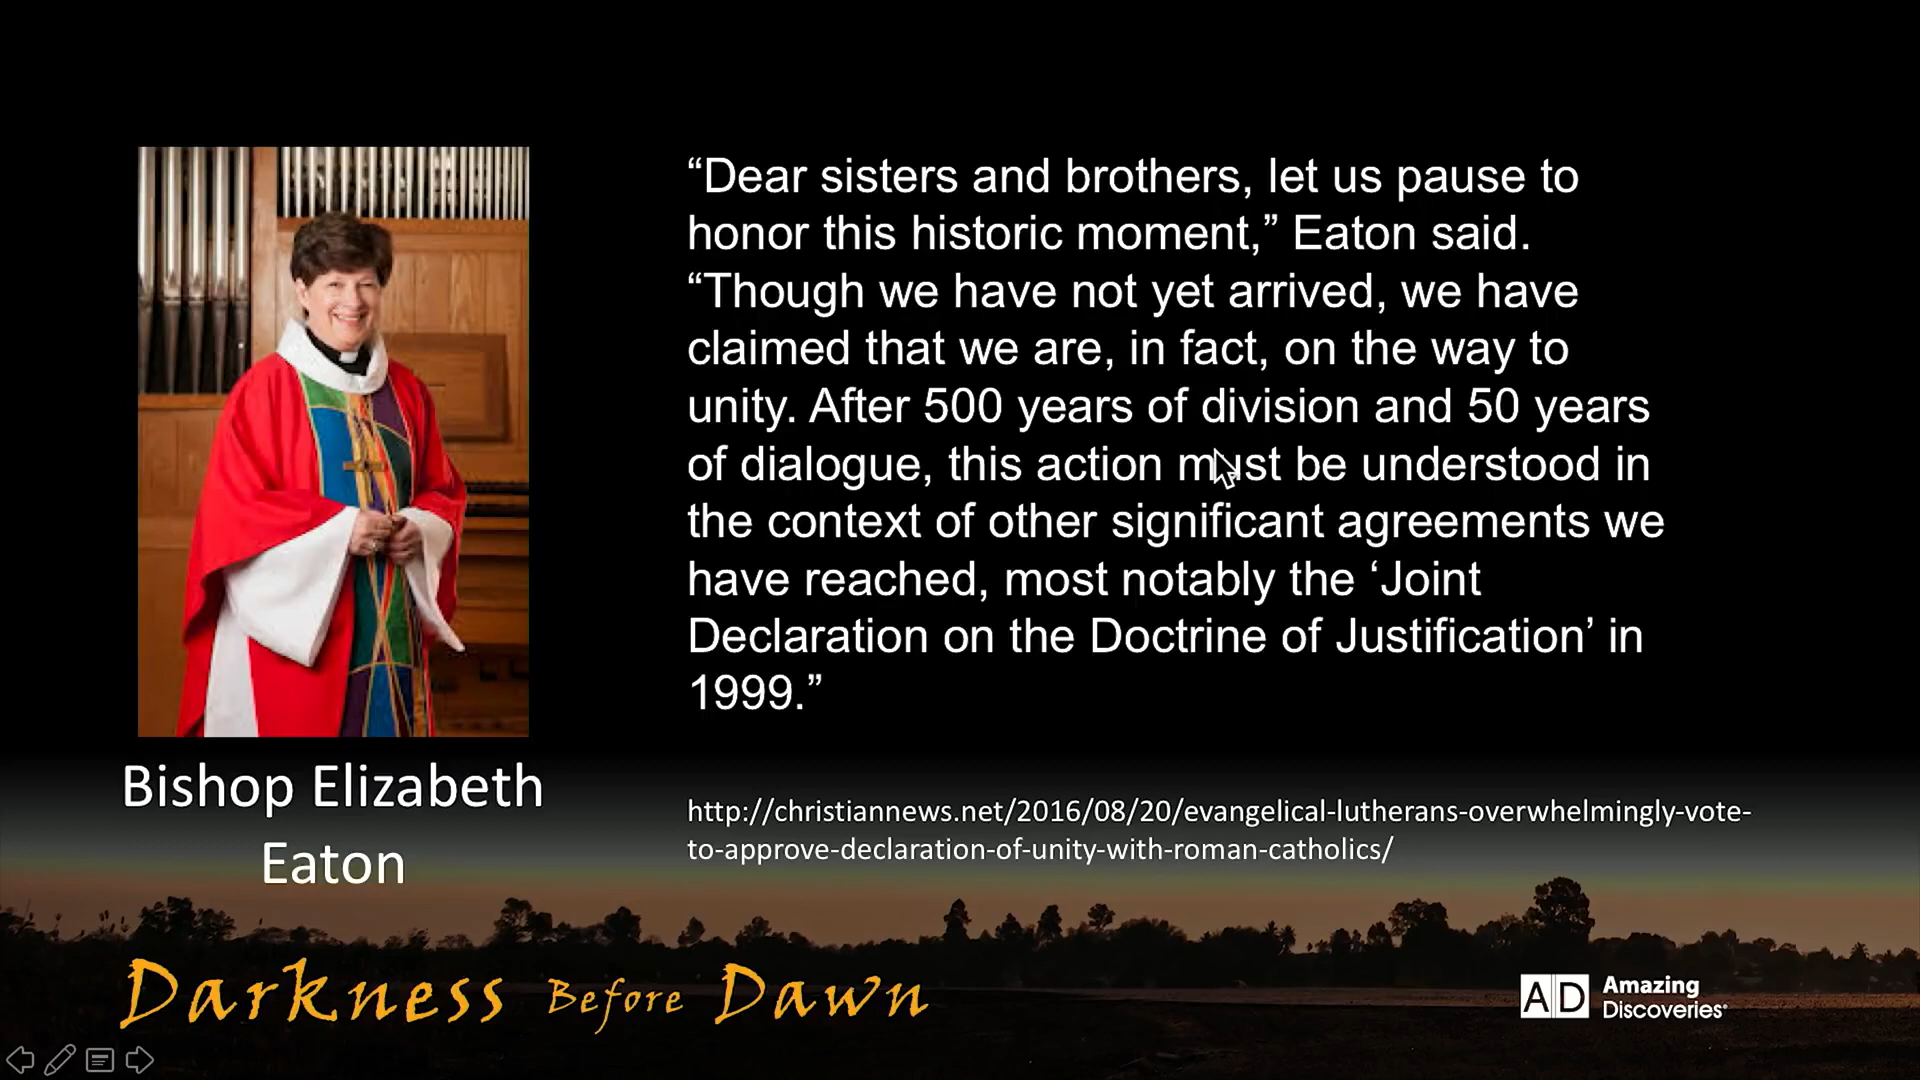 “Dear sisters and brothers, let us pause to
honor this historic moment,” Eaton said.
“Though we have not yet arrived, we have
claimed that we are, in fact, on the way to
unity. After 500 years of division and 50 years
of dialogue, this action must be understood in
the context of other significant agreements we
have reached, most notably the ‘Joint
Declaration on the Doctrine of Justification’ in
1999.”
Bishop Elizabeth
Eaton
http://christiannews.net/2016/08/20/evangelical-lutherans-overwhelmingly-vote-
to-approve-declaration-of-unity-with-roman-catholics/
Darkness Before Dawn
AD Amazing
Discoveries